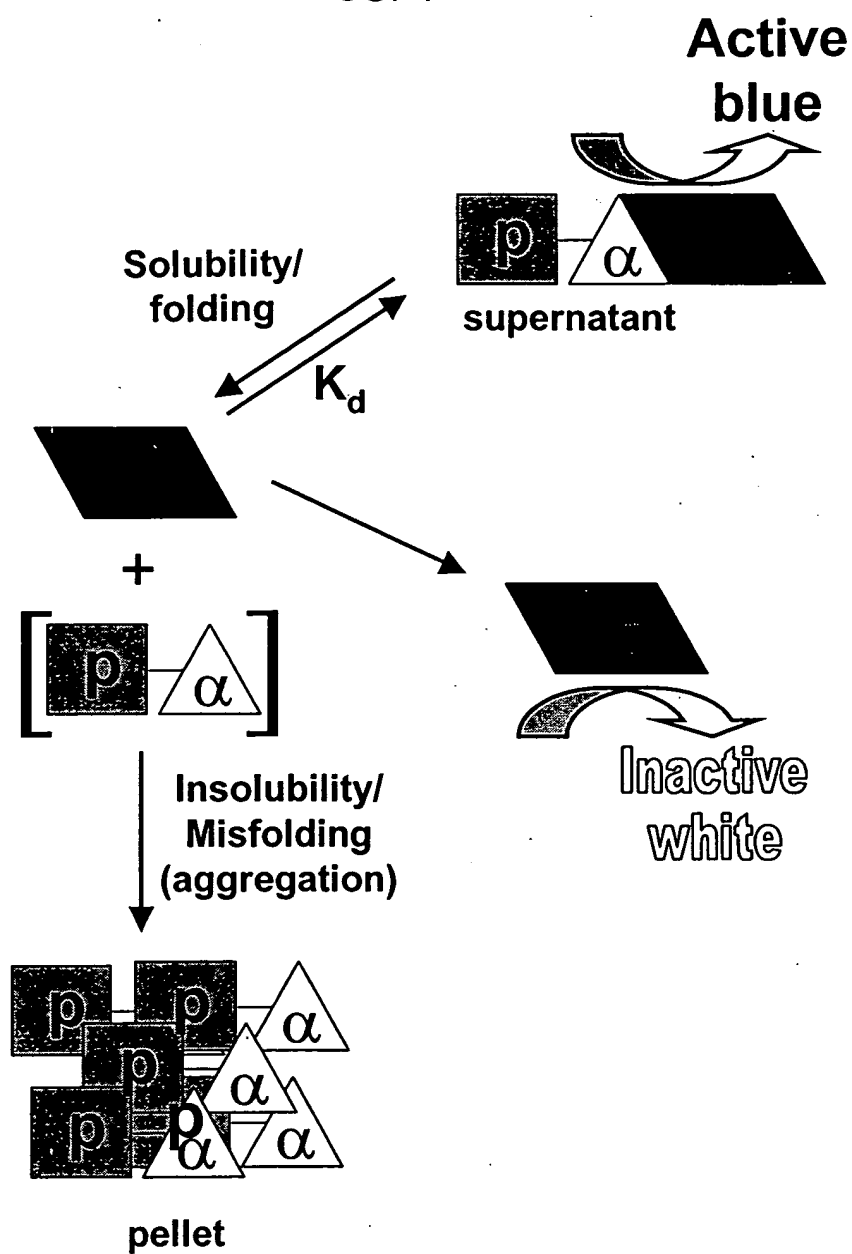 Active
blue
p
α
Solubility/
folding
supernatant
Kd
+
[p α]
Inactive
white
Insolubility/
Misfolding
(aggregation)
p
p
α
p
α
p
p
α
α
pellet